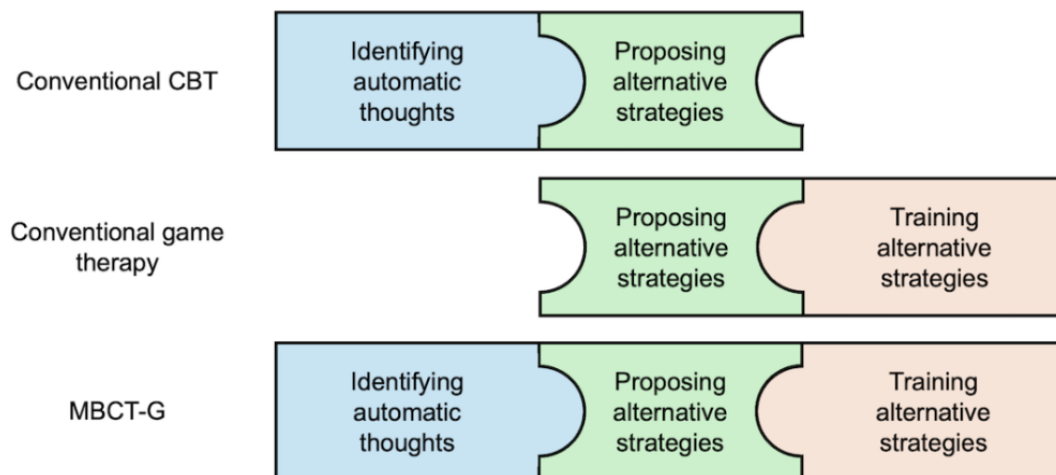 Conventional CBT
Identifying
automatic
thoughts
Proposing
alternative
strategies
Conventional game
therapy
Proposing
alternative
strategies
Training
alternative
strategies
MBCT-G
Identifying
automatic
thoughts
Proposing
alternative
strategies
Training
alternative
strategies